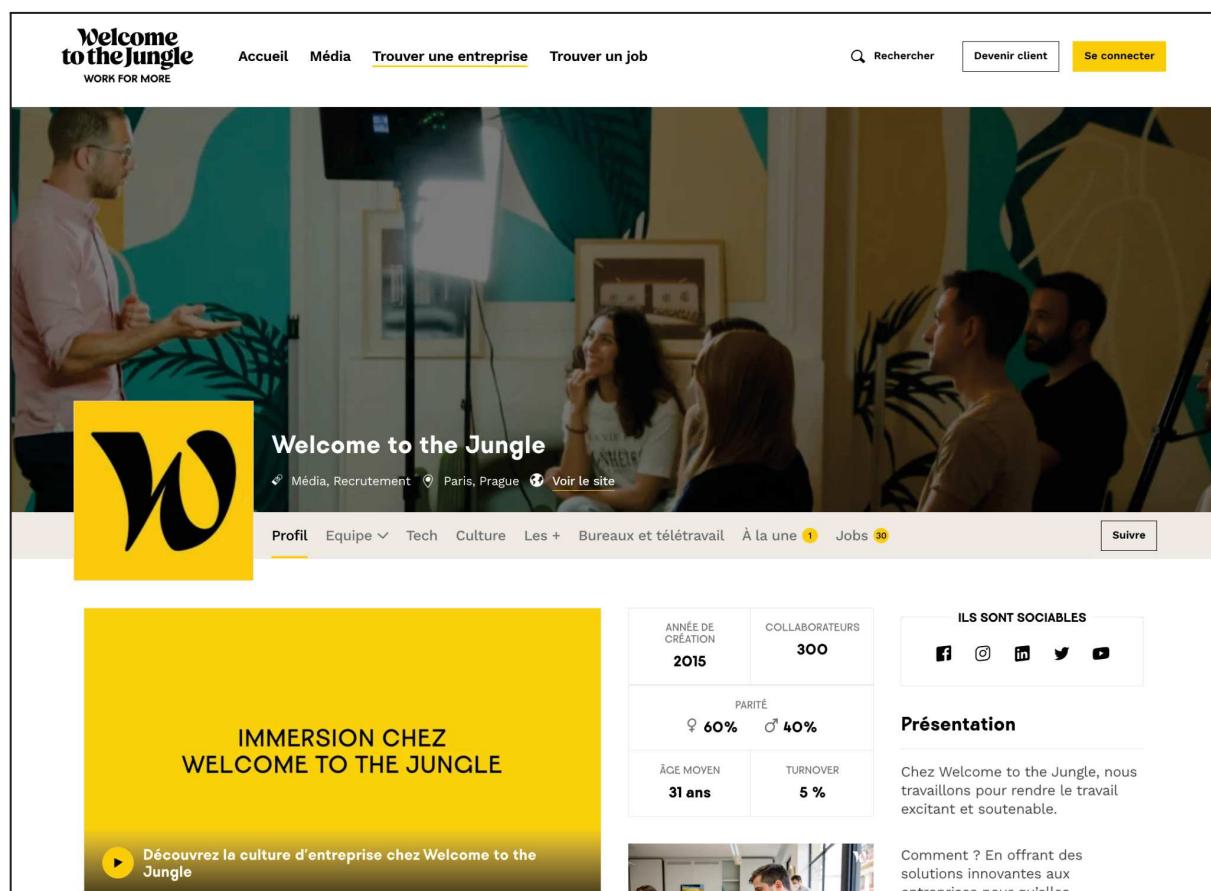 Welcome
to the Jungle
WORK FOR MORE
Accueil Média Trouver une entreprise Trouver un job
Rechercher Devenir client Se connecter
Welcome to the Jungle
Média, Recrutement Paris, Prague Voir le site
W
Profil Equipe Tech Culture Les + Bureaux et télétravail À la une 1 Jobs 30
Suivre
IMMERSION CHEZ
WELCOME TO THE JUNGLE
Découvrez la culture d'entreprise chez Welcome to the
Jungle
ANNÉE DE
CRÉATION
2015
COLLABORATEURS
300
PARITÉ
♀ 60% ♂ 40%
ÂGE MOYEN
31 ans
TURNOVER
5 %
ILS SONT SOCIABLES
Présentation
Chez Welcome to the Jungle, nous
travaillons pour rendre le travail
excitant et soutenable.
Comment ? En offrant des
solutions innovantes aux
entreprises pour qu'elles